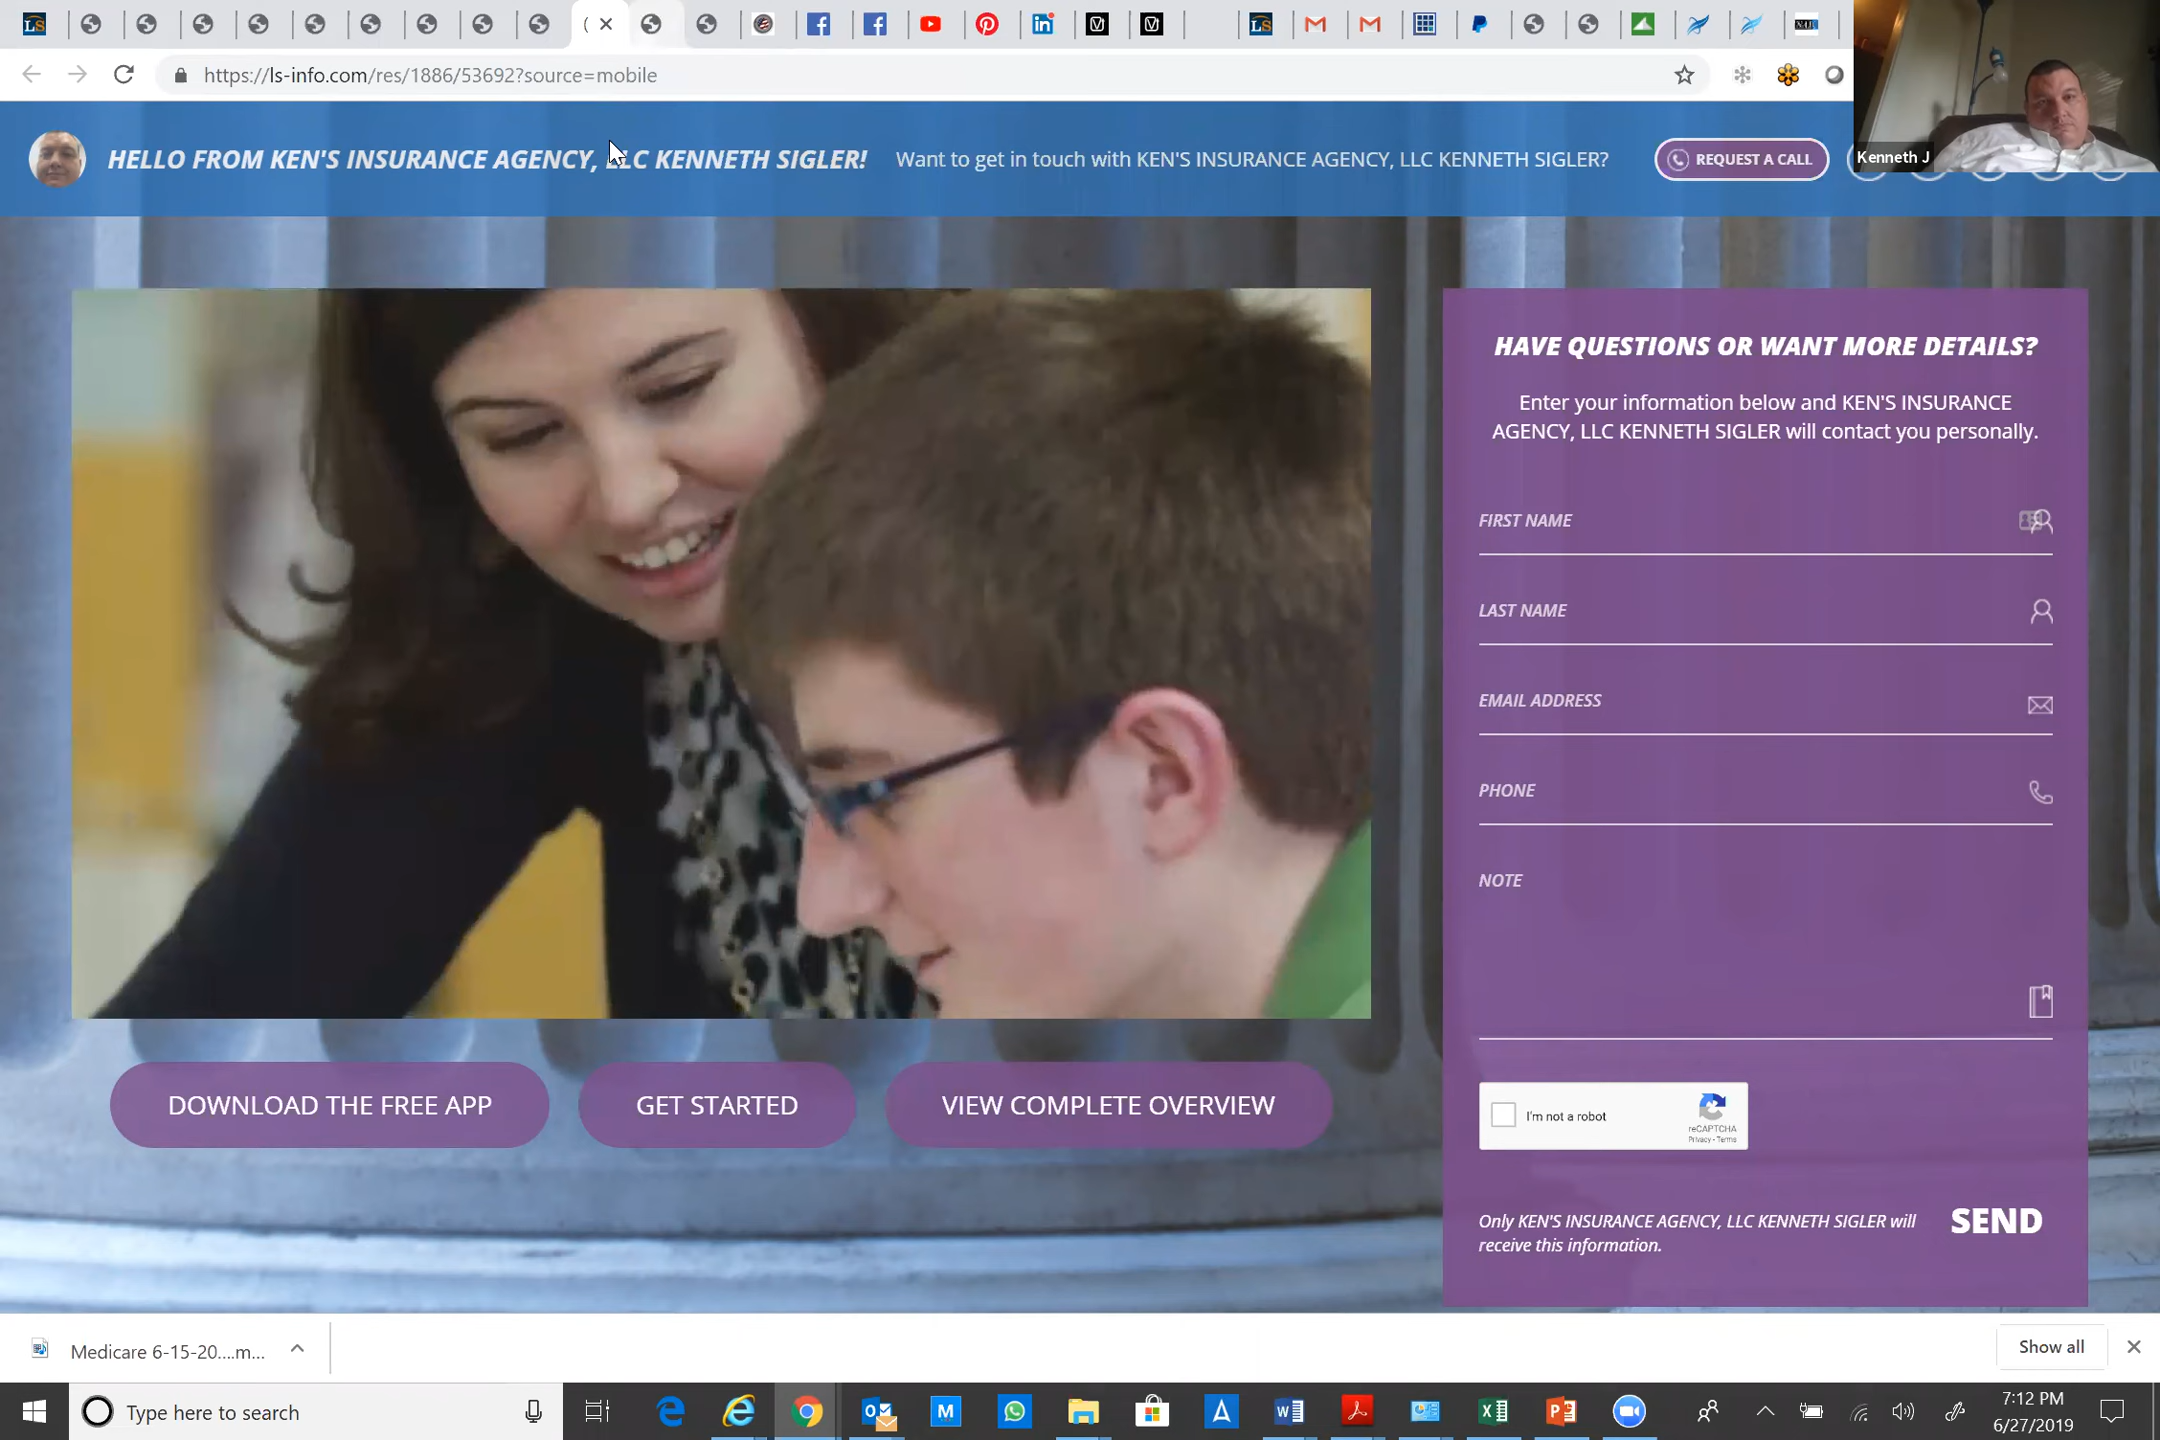 https://ls-info.com/res/1886/53692?source=mobile
HELLO FROM KEN'S INSURANCE AGENCY, LLC KENNETH SIGLER!
Want to get in touch with KEN'S INSURANCE AGENCY, LLC KENNETH SIGLER?
REQUEST A CALL
Kenneth J
HAVE QUESTIONS OR WANT MORE DETAILS?
Enter your information below and KEN'S INSURANCE
AGENCY, LLC KENNETH SIGLER will contact you personally.
FIRST NAME
LAST NAME
EMAIL ADDRESS
PHONE
NOTE
I'm not a robot
reCAPTCHA
Privacy - Terms
Only KEN'S INSURANCE AGENCY, LLC KENNETH SIGLER will
receive this information.
SEND
DOWNLOAD THE FREE APP
GET STARTED
VIEW COMPLETE OVERVIEW
Medicare 6-15-20....m...
Show all
Type here to search
7:12 PM
6/27/2019